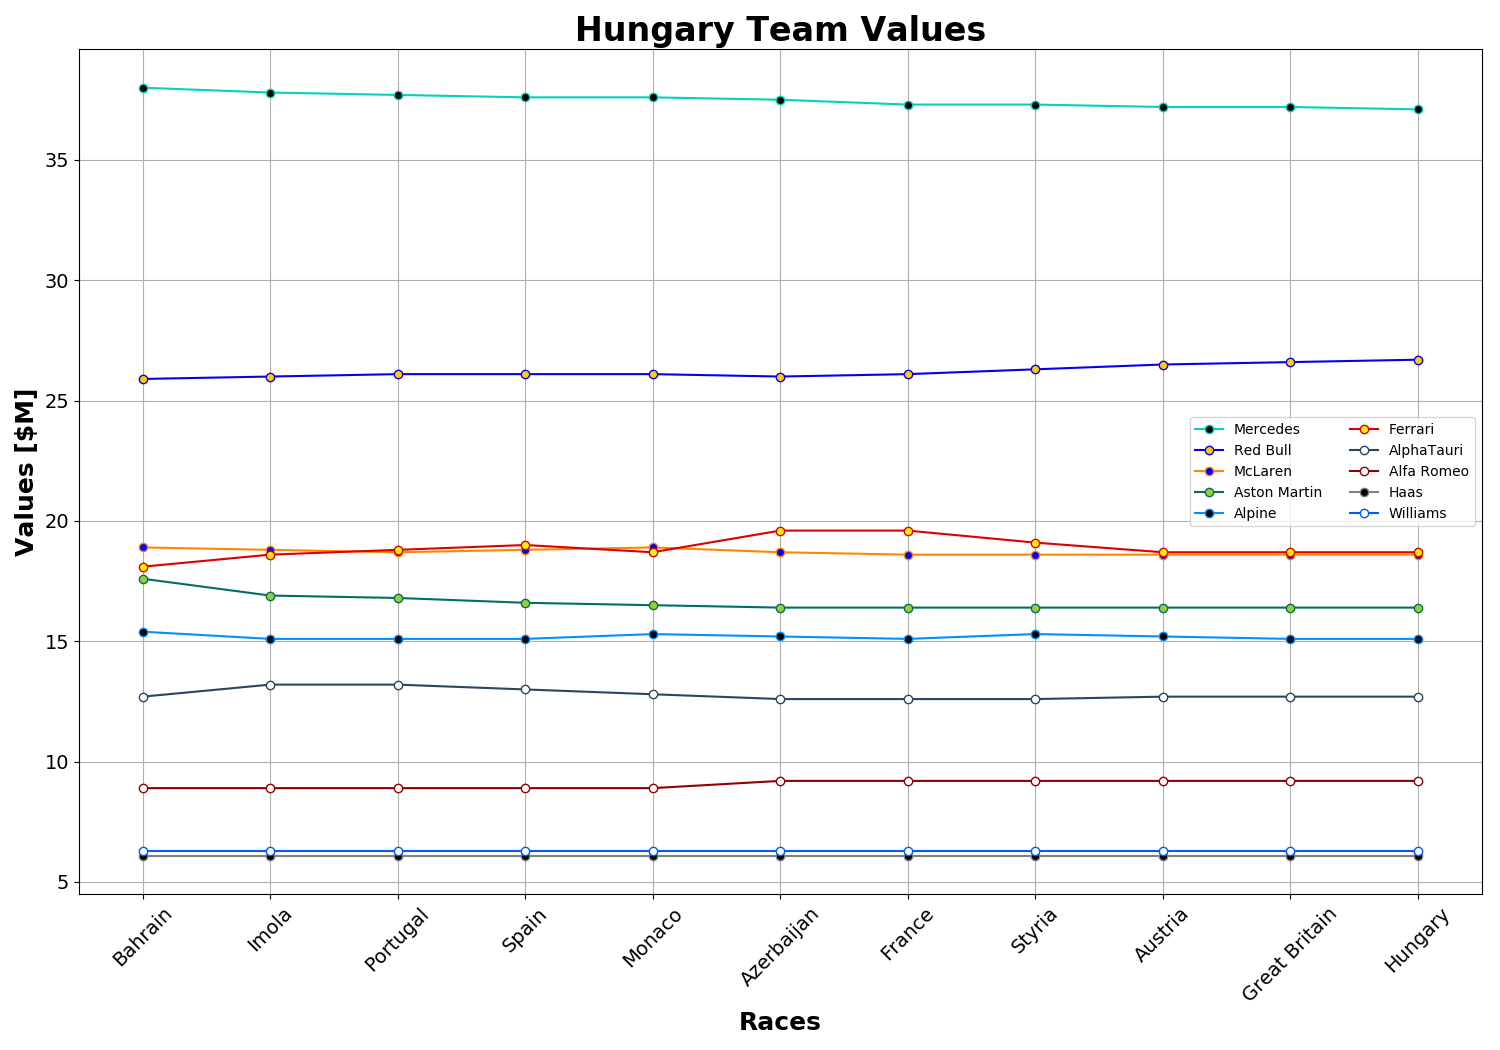 Hungary Team Values
Values [$M]
35
30
25
20
15
10
5
Mercedes
Red Bull
McLaren
Aston Martin
Alpine
Ferrari
AlphaTauri
Alfa Romeo
Haas
Williams
Bahrain
Imola
Portugal
Spain
Monaco
Azerbaijan
France
Styria
Austria
Great Britain
Hungary
Races